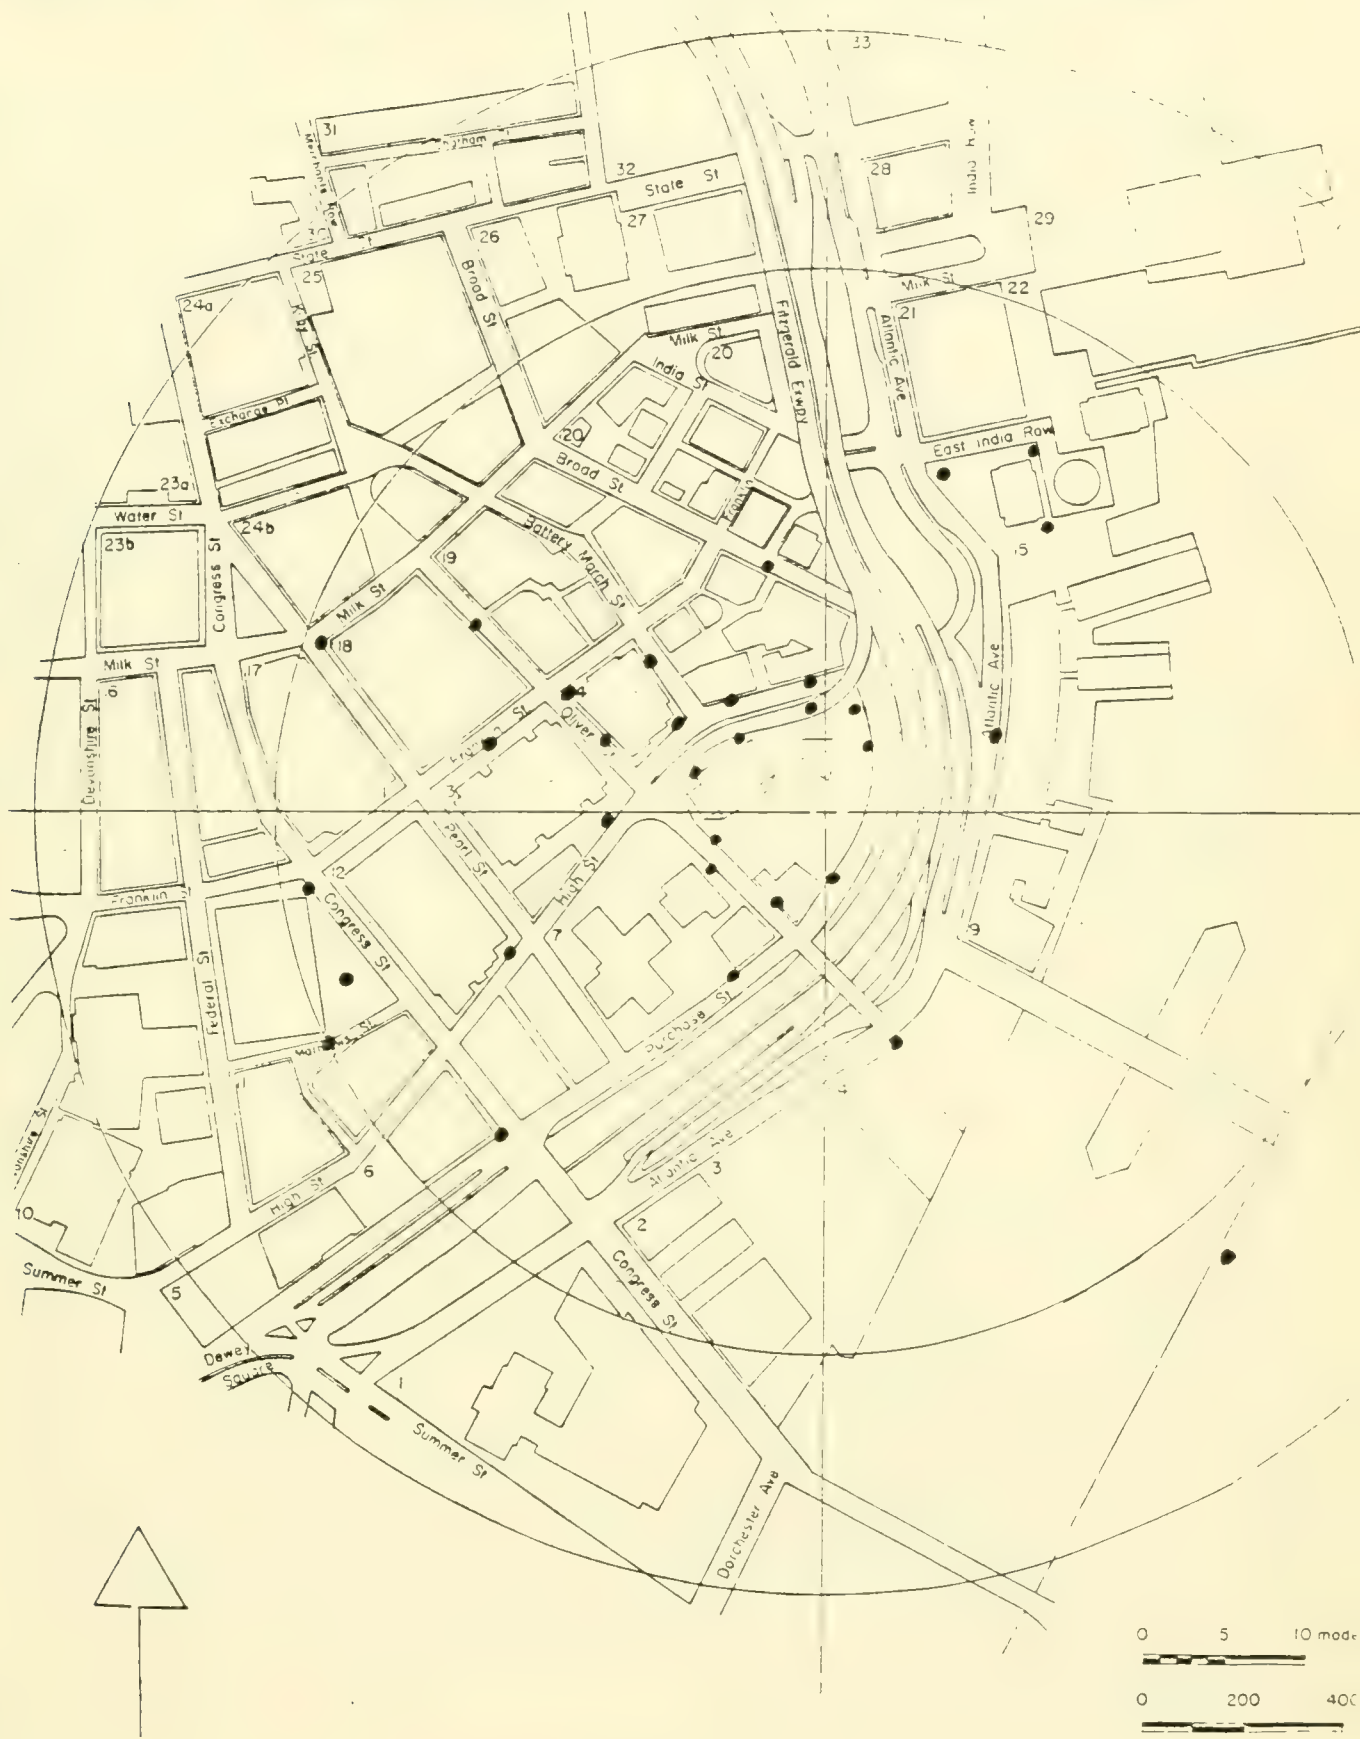 33
31
32
State St
28
India Row
27
26
29
State
25
Broad St
Milk St
22
24a
Kilby St
21
Fitzgerald Expwy
Atlantic Ave
Milk St
20
India St
Exchange Pl
20
East India Row
Broad St
23a
Water St
24b
Franklin
23b
Congress St
Battery March St
19
Milk St
18
Milk St
17
Atlantic Ave
Oliver
Devonshire St
Pearl St
High St
12
Franklin
Congress St
7
9
Federal St
Purchase St
4
Atlantic Ave
3
6
High St
2
10
Summer St
5
Congress St
Dewey
Square
1
Summer St
Dorchester Ave
0 5 10
0 200